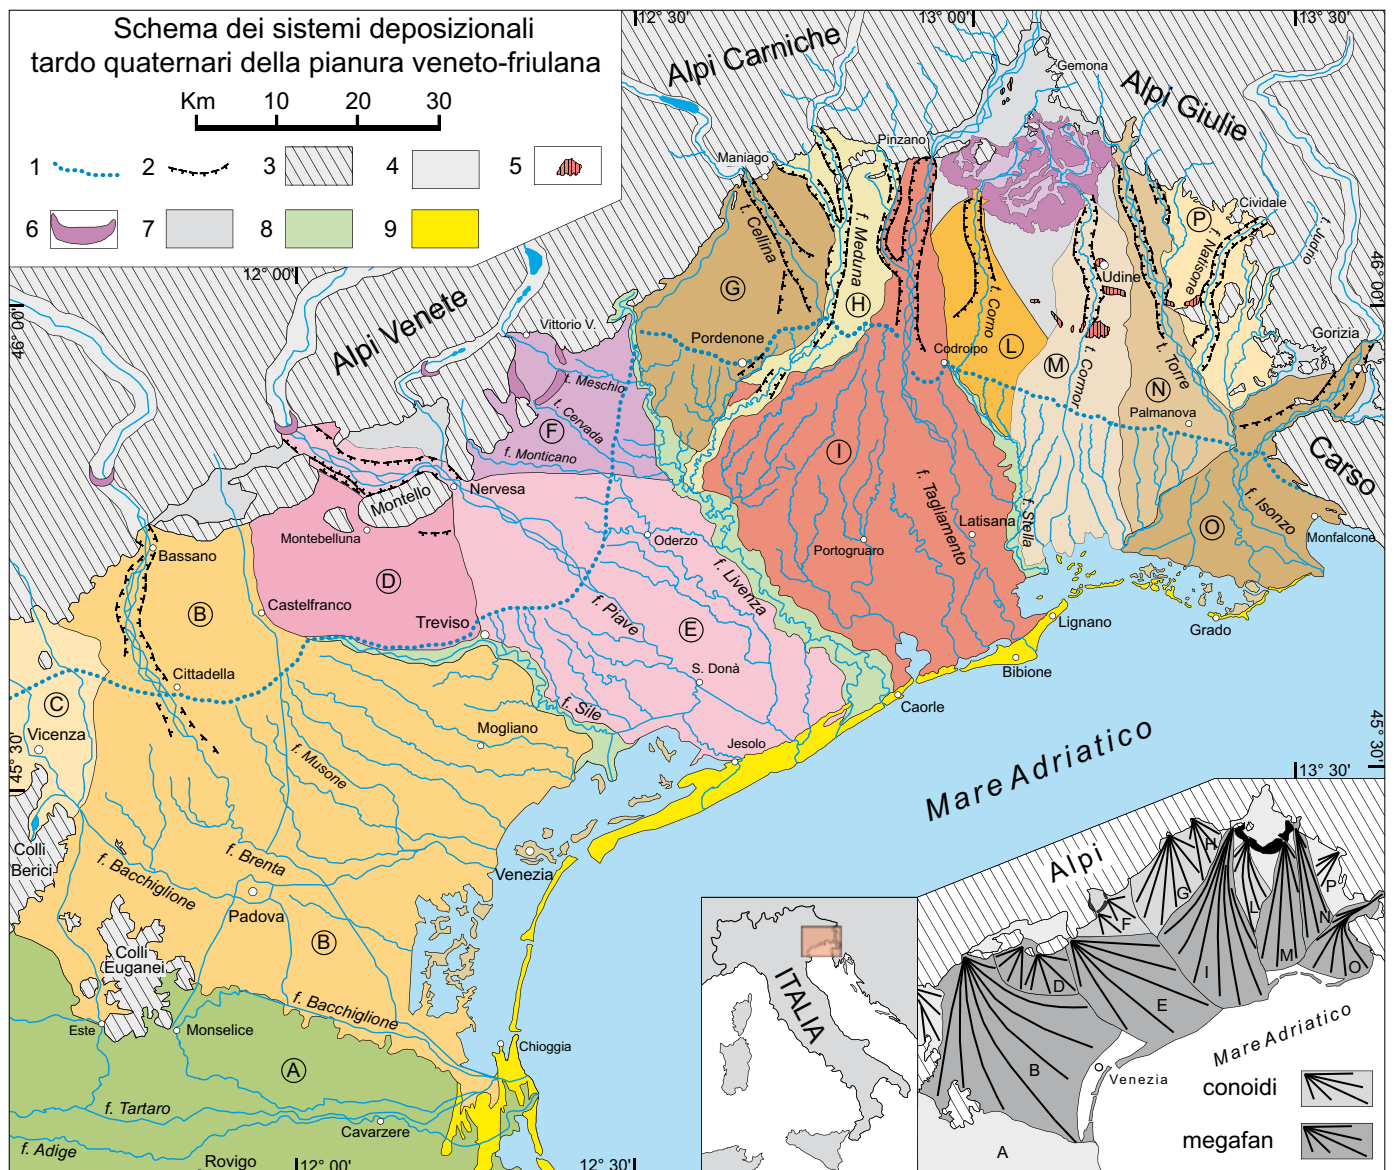 Schema dei sistemi deposizionali
tardo quaternari della pianura veneto-friulana
Km 10 20 30
1 2 3 4 5
6 7 8 9
12° 30'
13° 00'
13° 30'
12° 00'
46° 00'
46° 00'
45° 30'
45° 30'
13° 30'
12° 00'
12° 30'
Alpi Carniche
Alpi Giulie
Alpi Venete
Carso
Gemona
Pinzano
Maniago
t. Cellina
f. Meduna
G
H
Pordenone
Vittorio V.
t. Meschio
t. Cervada
f. Monticano
F
Udine
Cividale
P
f. Natisone
t. Judrio
Gorizia
t. Cormo
Codroipo
L
M
t. Cormor
N
t. Torre
Palmanova
I
f. Tagliamento
Latisana
Portogruaro
f. Stella
O
f. Isonzo
Monfalcone
Grado
Lignano
Bibione
Caorle
Montello
Nervesa
Montebelluna
D
Bassano
B
Castelfranco
Treviso
Cittadella
Oderzo
f. Livenza
f. Piave
E
S. Donà
f. Sile
Mogliano
Jesolo
C
Vicenza
f. Musone
Colli
Berici
f. Bacchiglione
f. Brenta
Padova
Venezia
B
Colli
Euganei
f. Bacchiglione
Este
Monselice
Chioggia
A
f. Tartaro
Cavarzere
f. Adige
Rovigo
Mare Adriatico
ITALIA
Alpi
H
G
F
P
L
N
M
I
O
D
E
B
A
Venezia
Mare Adriatico
conoidi
megafan